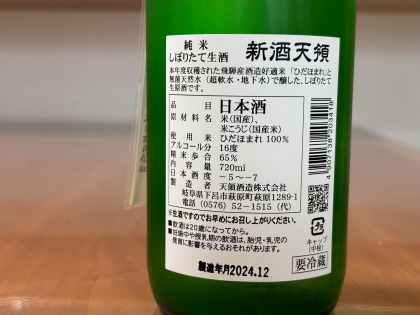 純米
しぼりたて生酒
新酒天領
本年度収穫された飛騨産酒造好適米「ひだほまれ」と
無菌天然水(超軟水・地下水)で醸した。しぼりたて
生原酒です。
品目 日本酒
原材料名 米(国産)、
米こうじ(国産米)
使用米 ひだほまれ 100%
アルコール分 16度
精米歩合 65%
内容量 720ml
日本酒度 -5~-7
製造者 天領酒造株式会社
岐阜県下呂市萩原町萩原1289-1
電話 (0576) 52-1515 (代)
※生酒ですのでお早めにお召し上がりください。
■飲酒は20歳になってから。
■妊娠中や授乳期の飲酒は、胎児・乳児の
発育に影響を与えるおそれがあります。
製造年月2024.12
4907138203418
キャップ
(中栓)
要冷蔵